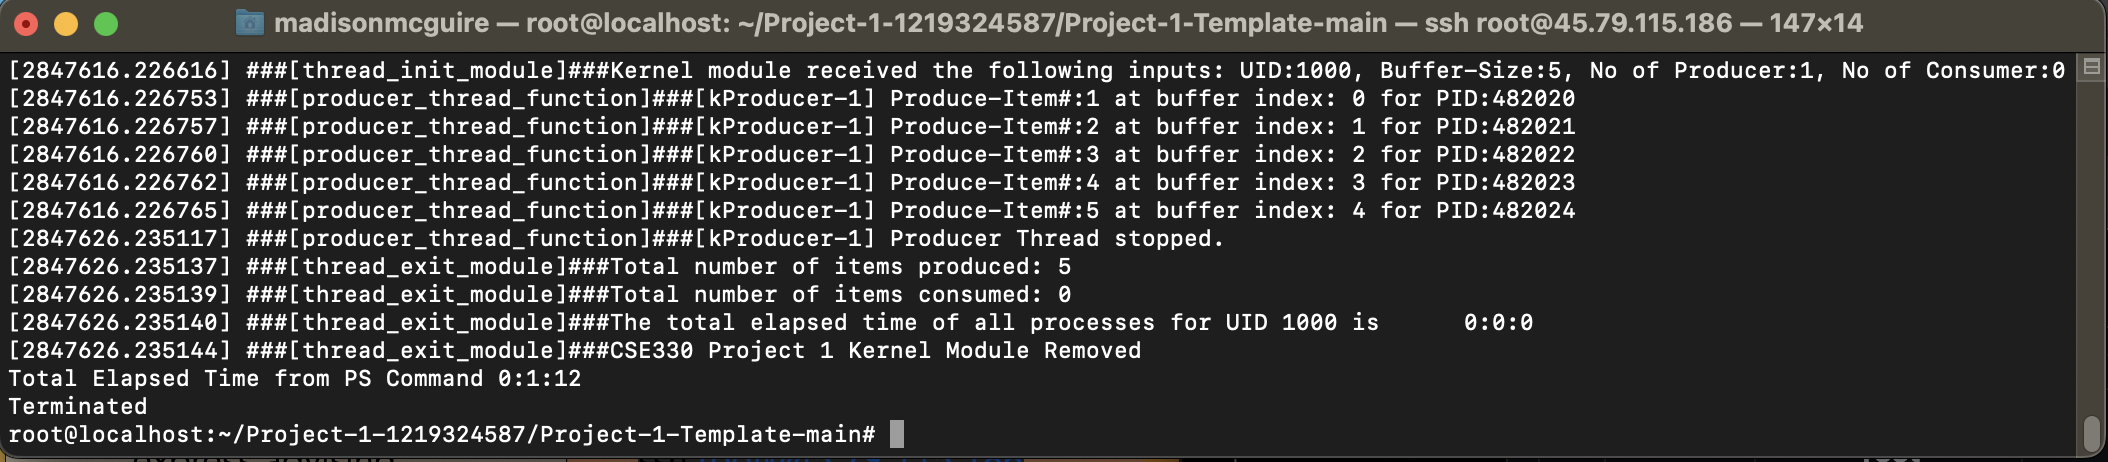 madisonmcguire — root@localhost: ~/Project-1-1219324587/Project-1-Template-main — ssh root@45.79.115.186 — 147×14
[2847616.226616] ###[thread_init_module]###Kernel module received the following inputs: UID:1000, Buffer-Size:5, No of Producer:1, No of Consumer:0
[2847616.226753] ###[producer_thread_function]###[kProducer-1] Produce-Item#:1 at buffer index: 0 for PID:482020
[2847616.226757] ###[producer_thread_function]###[kProducer-1] Produce-Item#:2 at buffer index: 1 for PID:482021
[2847616.226760] ###[producer_thread_function]###[kProducer-1] Produce-Item#:3 at buffer index: 2 for PID:482022
[2847616.226762] ###[producer_thread_function]###[kProducer-1] Produce-Item#:4 at buffer index: 3 for PID:482023
[2847616.226765] ###[producer_thread_function]###[kProducer-1] Produce-Item#:5 at buffer index: 4 for PID:482024
[2847626.235117] ###[producer_thread_function]###[kProducer-1] Producer Thread stopped.
[2847626.235137] ###[thread_exit_module]###Total number of items produced: 5
[2847626.235139] ###[thread_exit_module]###Total number of items consumed: 0
[2847626.235140] ###[thread_exit_module]###The total elapsed time of all processes for UID 1000 is      0:0:0
[2847626.235144] ###[thread_exit_module]###CSE330 Project 1 Kernel Module Removed
Total Elapsed Time from PS Command 0:1:12
Terminated
root@localhost:~/Project-1-1219324587/Project-1-Template-main#